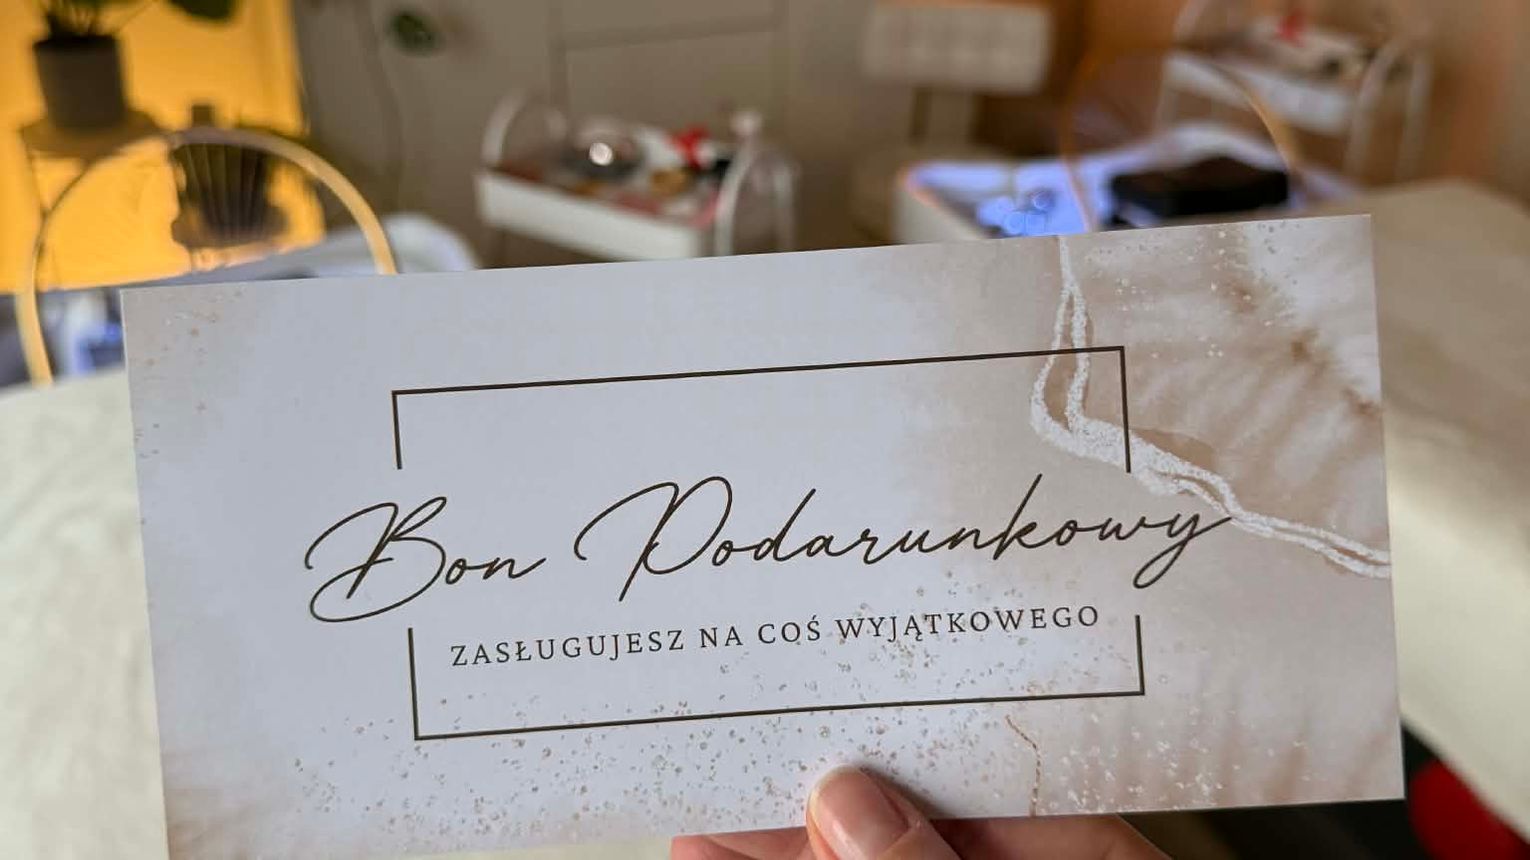 Bon Podarunkowy
ZASŁUGUJESZ NA COŚ WYJĄTKOWEGO